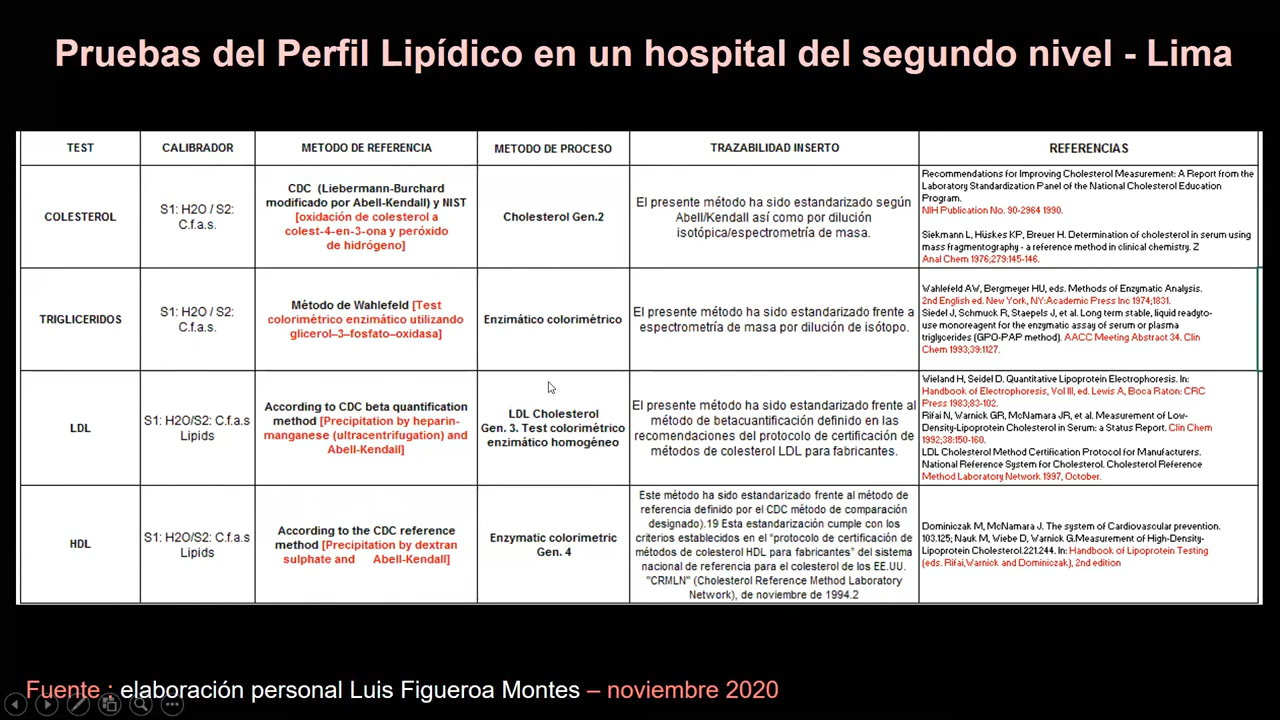 Pruebas del Perfil Lipídico en un hospital del segundo nivel - Lima
TEST
CALIBRADOR
METODO DE REFERENCIA
METODO DE PROCESO
TRAZABILIDAD INSERTO
REFERENCIAS
COLESTEROL
S1: H2O / S2:
C.f.a.s.
CDC (Liebermann-Burchard
modificado por Abell-Kendall) y NIST
[oxidación de colesterol a
colest-4-en-3-ona y peróxido
de hidrógeno]
Cholesterol Gen.2
El presente método ha sido estandarizado según
Abell/Kendall así como por dilución
isotópica/espectrometría de masa.
Recommendations for Improving Cholesterol Measurement: A Report from the
Laboratory Standardization Panel of the National Cholesterol Education
Program.
NIH Publication No. 90-2964 1990.
Siekmann L, Hüskes KP, Breuer H. Determination of cholesterol in serum using
mass fragmentography - a reference method in clinical chemistry. Z
Anal Chem 1976;279:145-146.
TRIGLICERIDOS
S1: H2O / S2:
C.f.a.s.
Método de Wahlefeld [Test
colorimétrico enzimático utilizando
glicerol–3–fosfato–oxidasa]
Enzimático colorimétrico
El presente método ha sido estandarizado frente a
espectrometría de masa por dilución de isótopo.
Wahlefeld AW, Bergmeyer HU, eds. Methods of Enzymatic Analysis.
2nd English ed. New York, NY:Academic Press Inc 1974;1831.
Siedel J, Schmuck R, Staepels J, et al. Long term stable, liquid readyto-
use monoreagent for the enzymatic assay of serum or plasma
triglycerides (GPO-PAP method). AACC Meeting Abstract 34. Clin
Chem 1993;39:1127.
LDL
S1: H2O/S2: C.f.a.s
Lipids
According to CDC beta quantification
method [Precipitation by heparin-
manganese (ultracentrifugation) and
Abell-Kendall]
LDL Cholesterol
Gen. 3. Test colorimétrico
enzimático homogéneo
El presente método ha sido estandarizado frente al
método de betacuantificación definido en las
recomendaciones del protocolo de certificación de
métodos de colesterol LDL para fabricantes.
Wieland H, Seidel D. Quantitative Lipoprotein Electrophoresis. In:
Handbook of Electrophoresis, Vol III, ed. Lewis A, Boca Raton: CRC
Press 1983;83-102.
Rifai N, Warnick GR, McNamara JR, et al. Measurement of Low-
Density-Lipoprotein Cholesterol in Serum: a Status Report. Clin Chem
1992;38:150-160.
LDL Cholesterol Method Certification Protocol for Manufacturers.
National Reference System for Cholesterol. Cholesterol Reference
Method Laboratory Network 1997, October.
HDL
S1: H2O/S2: C.f.a.s
Lipids
According to the CDC reference
method [Precipitation by dextran
sulphate and Abell-Kendall]
Enzymatic colorimetric
Gen. 4
Este método ha sido estandarizado frente al método de
referencia definido por el CDC método de comparación
designado).19 Esta estandarización cumple con los
criterios establecidos en el “protocolo de certificación de
métodos de colesterol HDL para fabricantes” del sistema
nacional de referencia para el colesterol de los EE.UU.
"CRMLN" (Cholesterol Reference Method Laboratory
Network), de noviembre de 1994.2
Dominiczak M, McNamara J. The system of Cardiovascular prevention.
103.125; Nauk M, Wiebe D, Warnick G.Measurement of High-Density-
Lipoprotein Cholesterol.221.244. In: Handbook of Lipoprotein Testing
(eds. Rifai,Warnick and Dominiczak), 2nd edition
Fuente : elaboración personal Luis Figueroa Montes – noviembre 2020